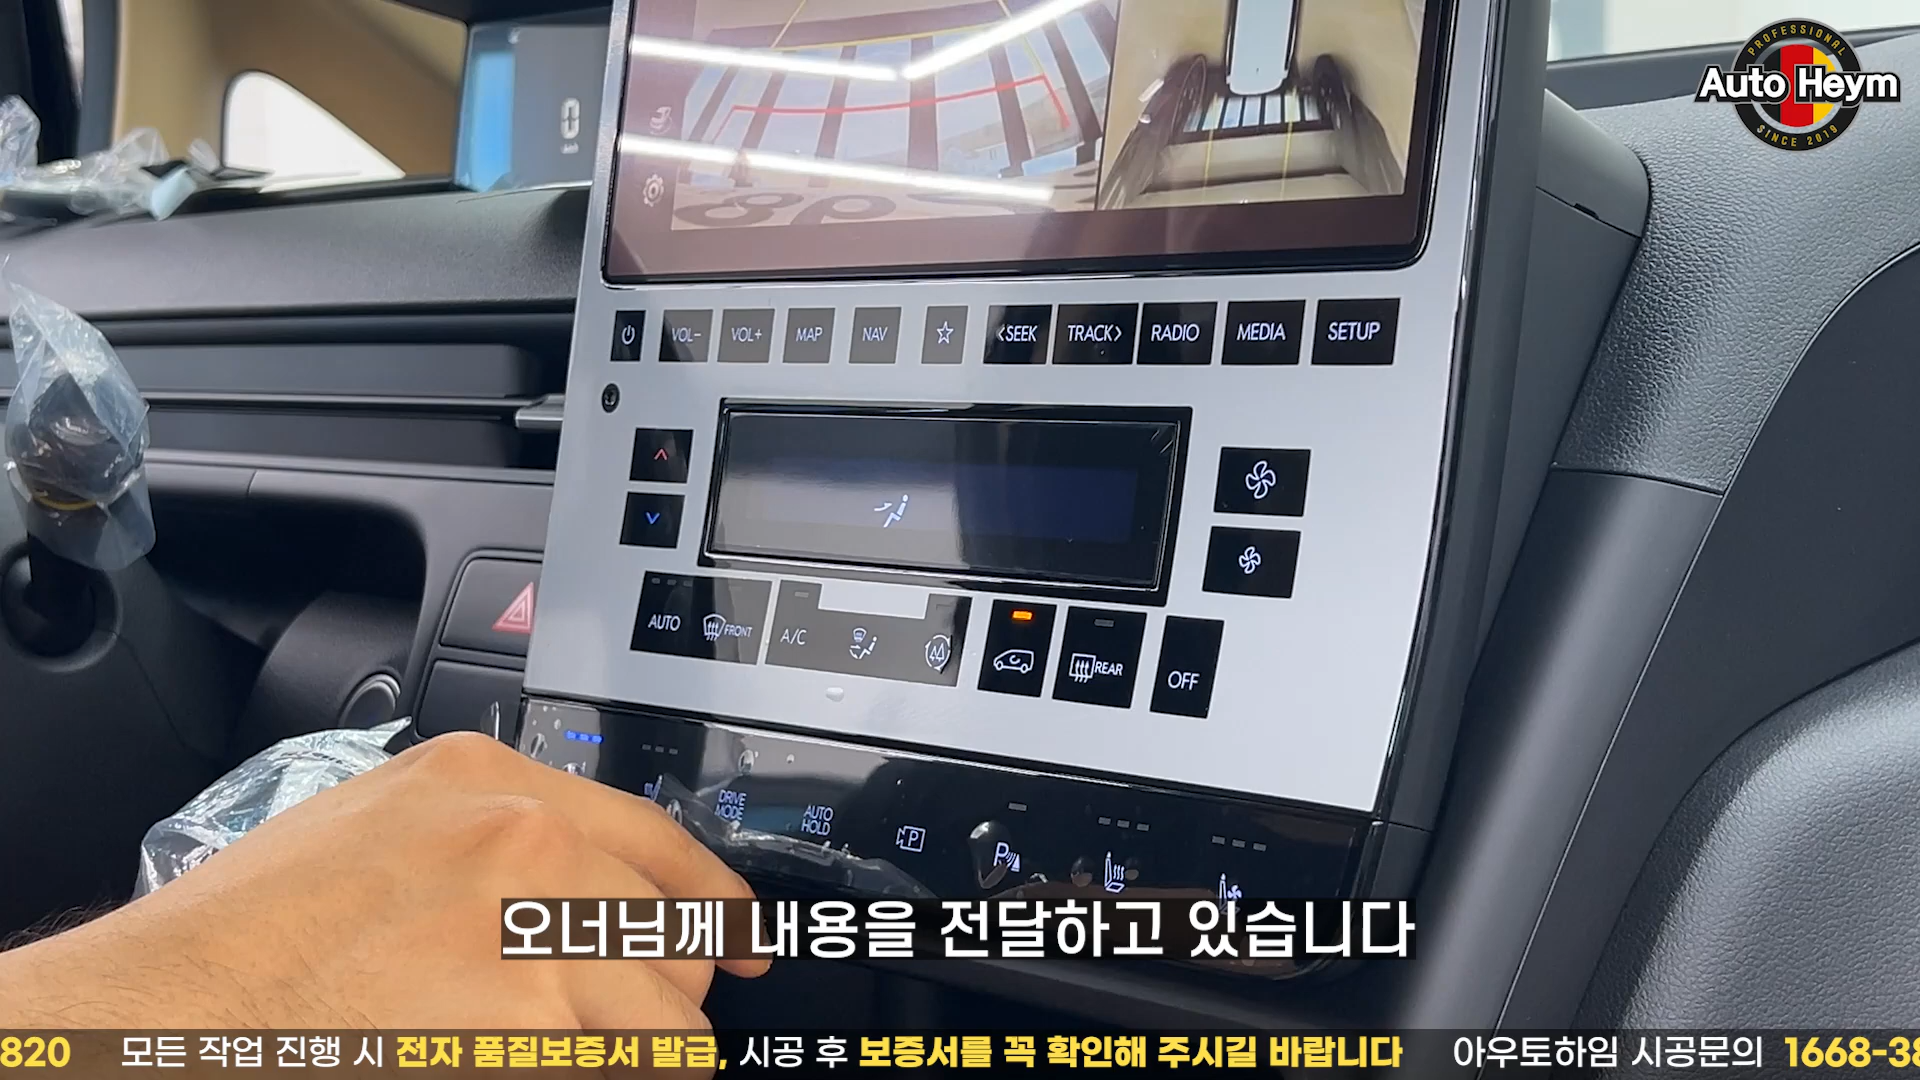 PROFESSIONAL
Auto Heym
SINCE 2010
0
VOL- VOL+ MAP NAV <SEEK TRACK> RADIO MEDIA SETUP
AUTO FRONT A/C REAR OFF
DRIVE MODE AUTO HOLD P P
오너님께 내용을 전달하고 있습니다
820 모든 작업 진행 시 전자 품질보증서 발급, 시공 후 보증서를 꼭 확인해 주시길 바랍니다 아우토하임 시공문의 1668-38